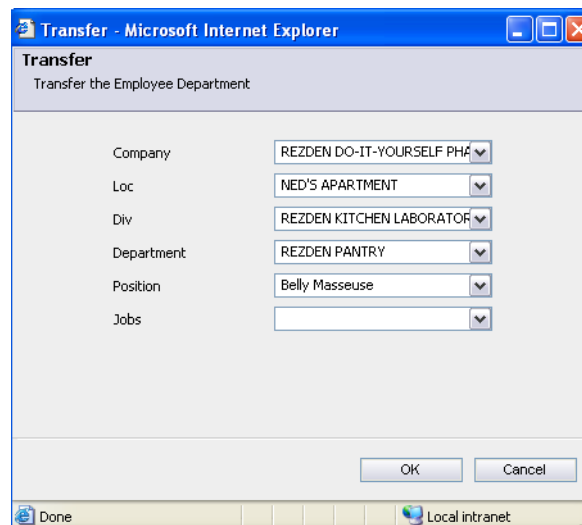 Transfer - Microsoft Internet Explorer
Transfer
Transfer the Employee Department
Company REZDEN DO-IT-YOURSELF PHA
Loc NED'S APARTMENT
Div REZDEN KITCHEN LABORATOR
Department REZDEN PANTRY
Position Belly Masseuse
Jobs
OK Cancel
Done Local intranet